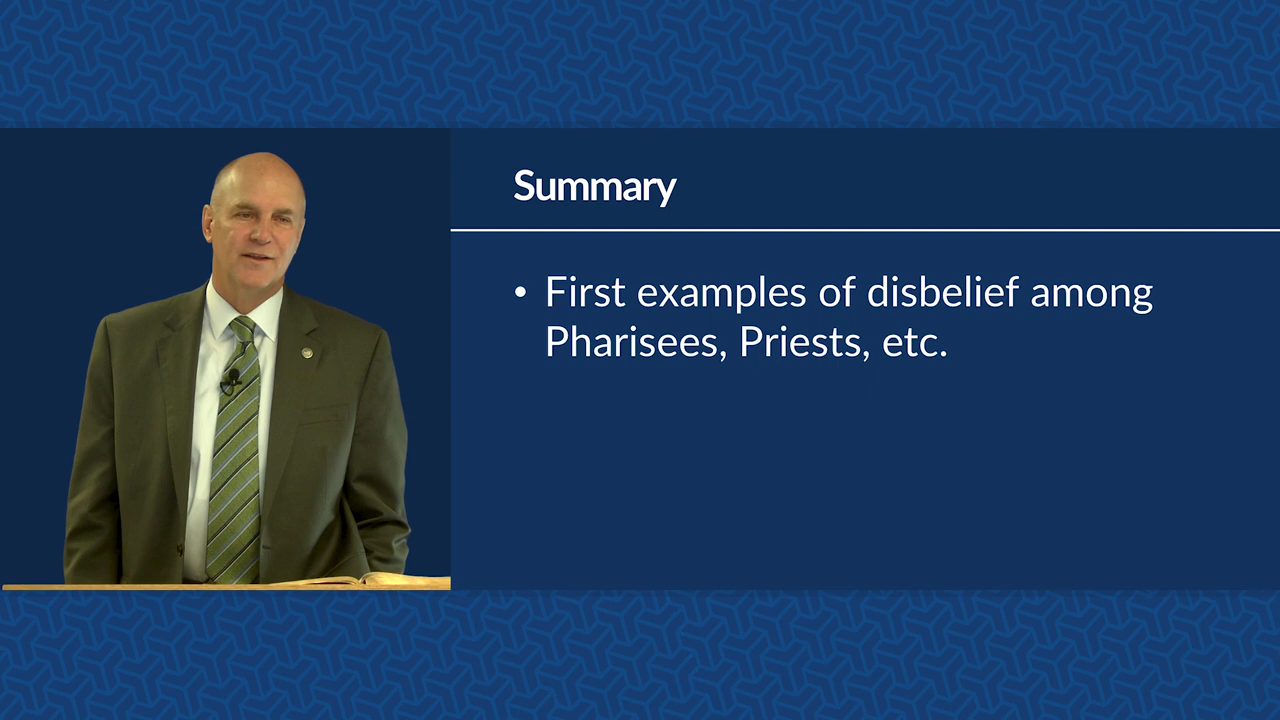 Summary
• First examples of disbelief among
Pharisees, Priests, etc.